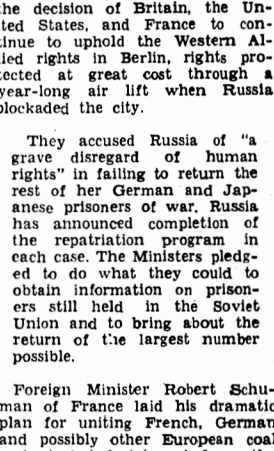 the decision of Britain, the Un-
ited States, and France to con-
tinue to uphold the Western Al-
lied rights in Berlin, rights pro-
tected at great cost through a
year-long air lift when Russia
blockaded the city.
They accused Russia of "a
grave disregard of human
rights" in failing to return the
rest of her German and Jap-
anese prisoners of war. Russia
has announced completion of
the repatriation program in
each case. The Ministers pledg-
ed to do what they could to
obtain information on prison-
ers still held in the Soviet
Union and to bring about the
return of the largest number
possible.
Foreign Minister Robert Schu-
man of France laid his dramatic
plan for uniting French, German
and possibly other European coal